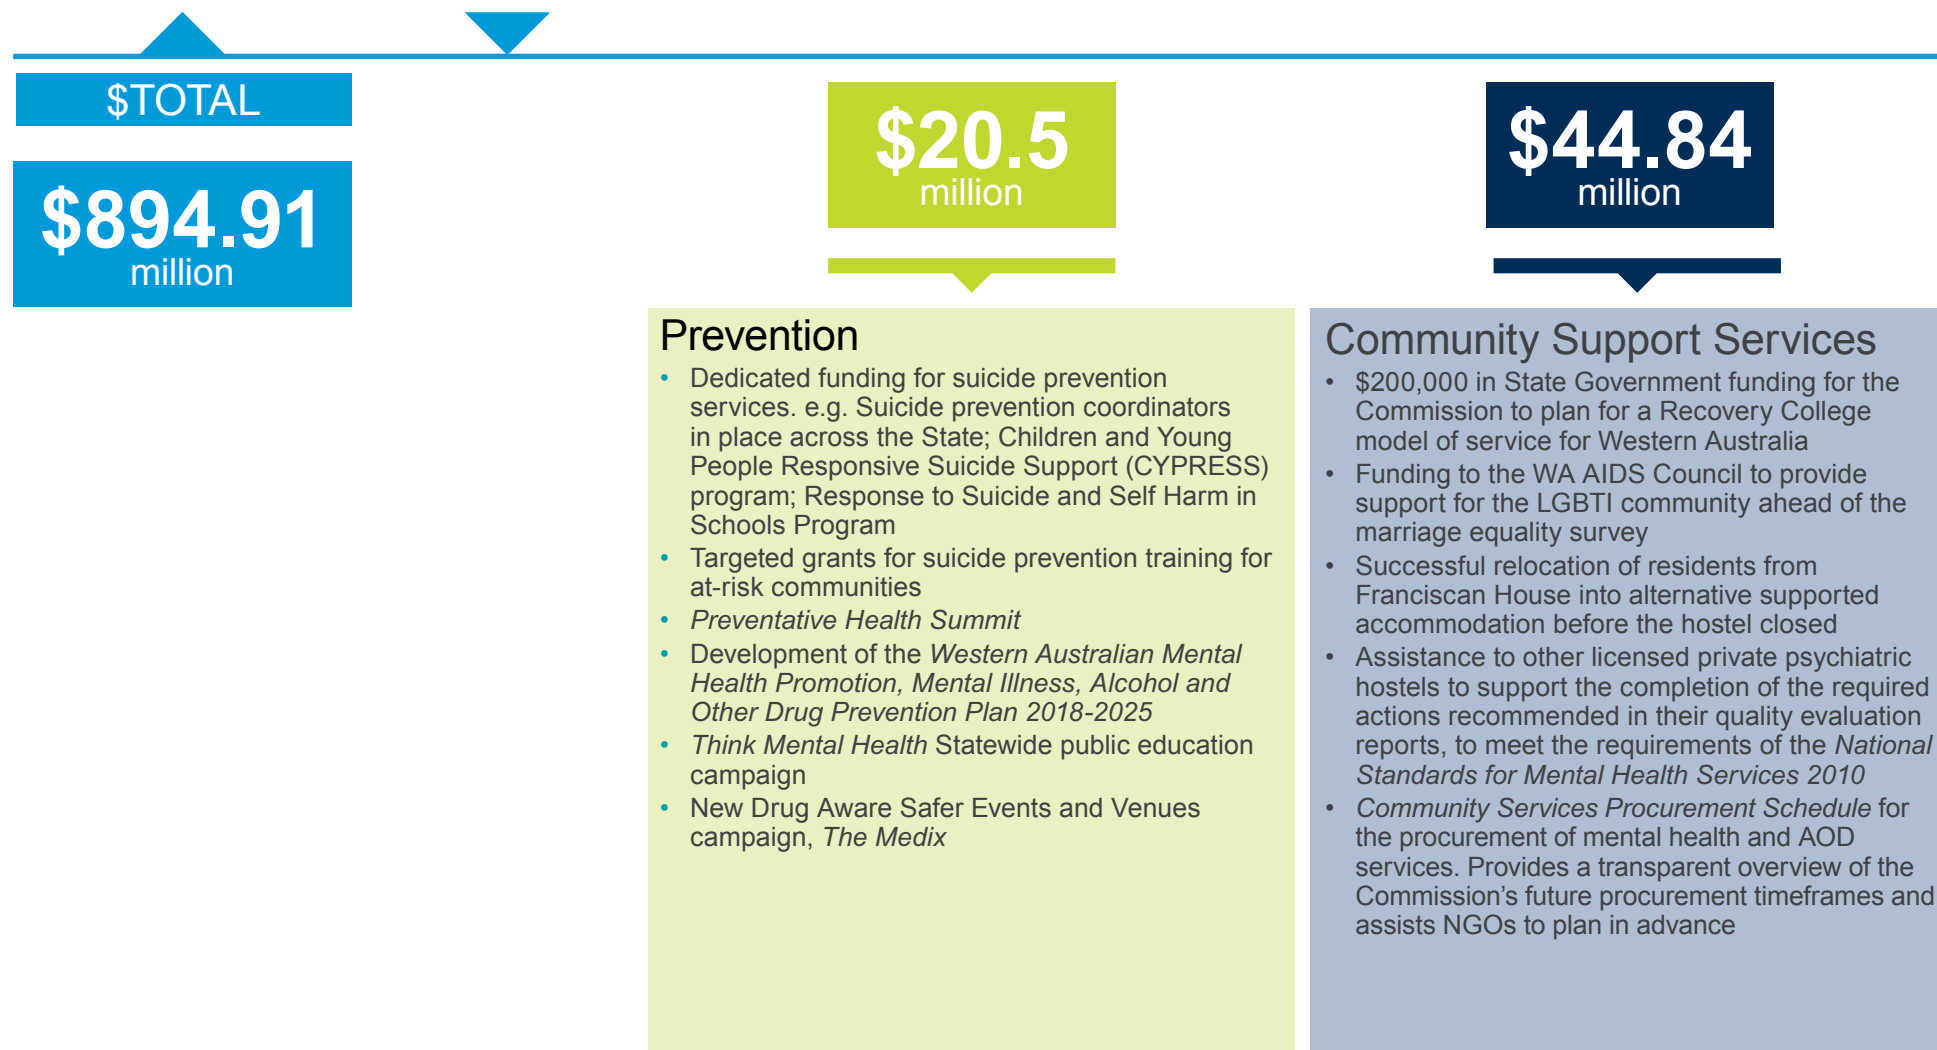 $TOTAL
$894.91
million
$20.5
million
$44.84
million
Prevention
• Dedicated funding for suicide prevention
services. e.g. Suicide prevention coordinators
in place across the State; Children and Young
People Responsive Suicide Support (CYPRESS)
program; Response to Suicide and Self Harm in
Schools Program
• Targeted grants for suicide prevention training for
at-risk communities
• Preventative Health Summit
• Development of the Western Australian Mental
Health Promotion, Mental Illness, Alcohol and
Other Drug Prevention Plan 2018-2025
• Think Mental Health Statewide public education
campaign
• New Drug Aware Safer Events and Venues
campaign, The Medix
Community Support Services
• $200,000 in State Government funding for the
Commission to plan for a Recovery College
model of service for Western Australia
• Funding to the WA AIDS Council to provide
support for the LGBTI community ahead of the
marriage equality survey
• Successful relocation of residents from
Franciscan House into alternative supported
accommodation before the hostel closed
• Assistance to other licensed private psychiatric
hostels to support the completion of the required
actions recommended in their quality evaluation
reports, to meet the requirements of the National
Standards for Mental Health Services 2010
• Community Services Procurement Schedule for
the procurement of mental health and AOD
services. Provides a transparent overview of the
Commission’s future procurement timeframes and
assists NGOs to plan in advance